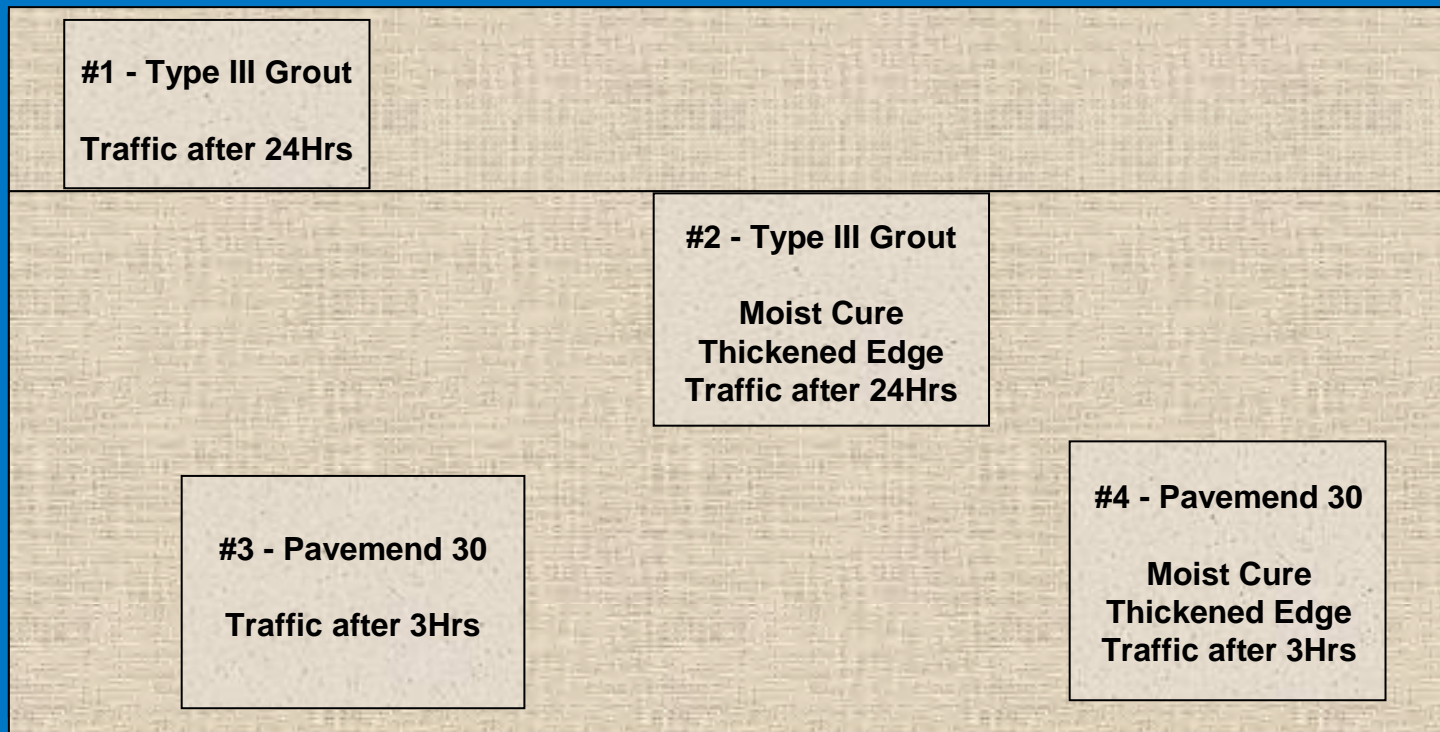 #1 - Type III Grout
Traffic after 24Hrs
#2 - Type III Grout
Moist Cure
Thickened Edge
Traffic after 24Hrs
#3 - Pavemend 30
Traffic after 3Hrs
#4 - Pavemend 30
Moist Cure
Thickened Edge
Traffic after 3Hrs